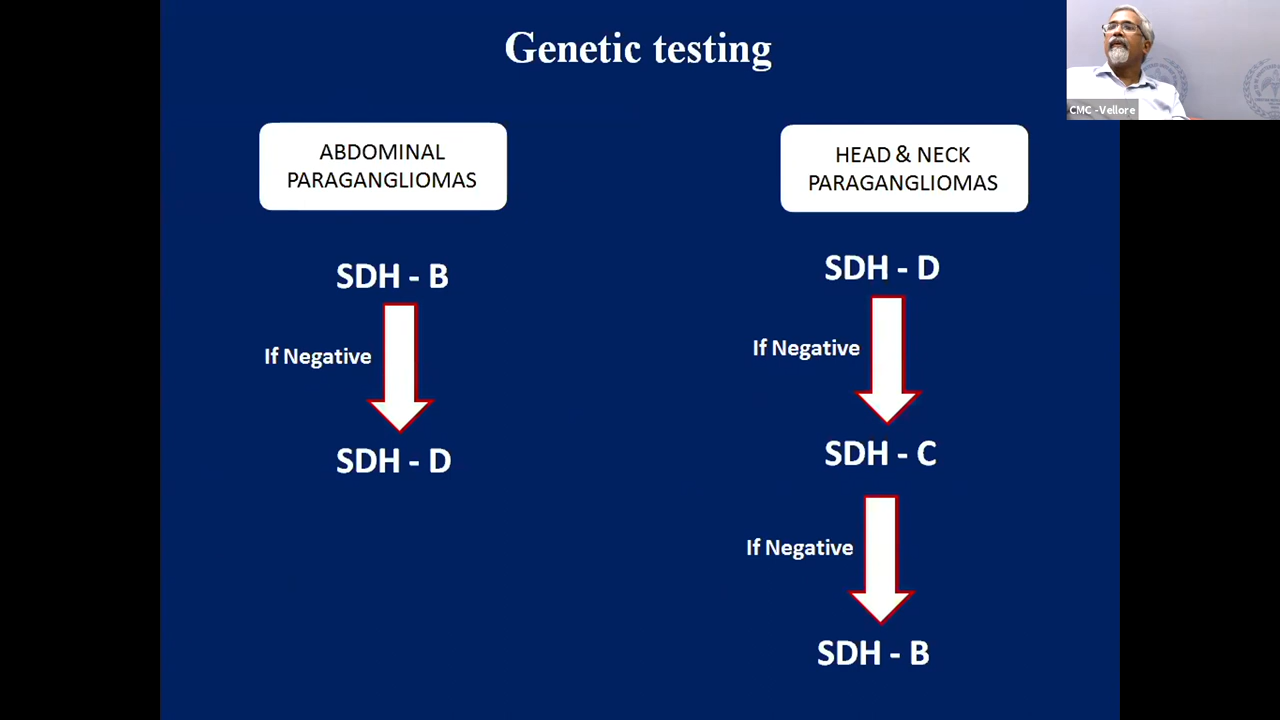 Genetic testing
CMC -Vellore
ABDOMINAL
PARAGANGLIOMAS
SDH - B
If Negative
SDH - D
HEAD & NECK
PARAGANGLIOMAS
SDH - D
If Negative
SDH - C
If Negative
SDH - B